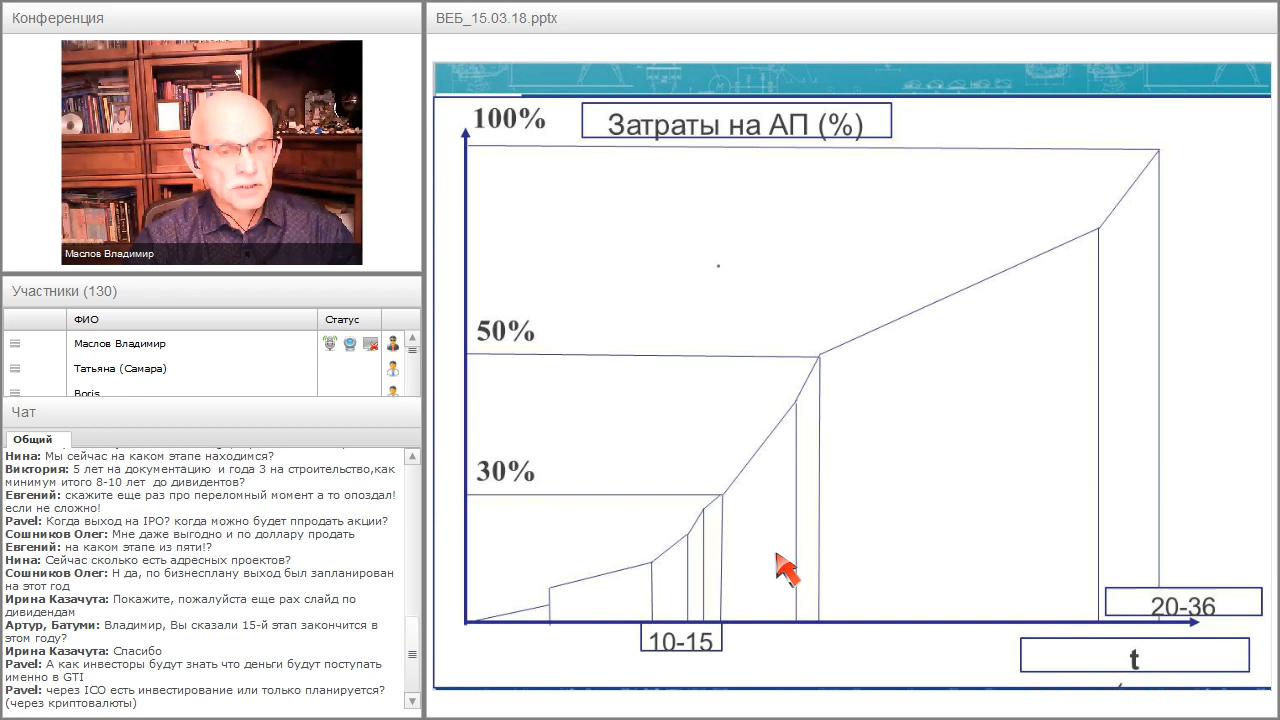 Конференция
Маслов Владимир
Участники (130)
ФИО
Статус
Маслов Владимир
Татьяна (Самара)
Boris
Чат
Общий
Нина: Мы сейчас на каком этапе находимся?
Виктория: 5 лет на документацию и года 3 на строительство,как
минимум итого 8-10 лет до дивидентов?
Евгений: скажите еще раз про переломный момент а то опоздал!
если не сложно!
Pavel: Когда выход на IPO? когда можно будет ппродать акции?
Сошников Олег: Мне даже выгодно и по доллару продать
Евгений: на каком этапе из пяти!?
Нина: Сейчас сколько есть адресных проектов?
Сошников Олег: Н да, по бизнесплану выход был запланирован
на этот год
Ирина Казачута: Покажите, пожалуйста еще рах слайд по
дивидендам
Артур, Батуми: Владимир, Вы сказали 15-й этап закончится в
этом году?
Ирина Казачута: Спасибо
Pavel: А как инвесторы будут знать что деньги будут поступать
именно в GTI
Pavel: через ICO есть инвестирование или только планируется?
(через криптовалюты)
ВЕБ_15.03.18.pptx
100%
Затраты на АП (%)
50%
30%
10-15
20-36
t